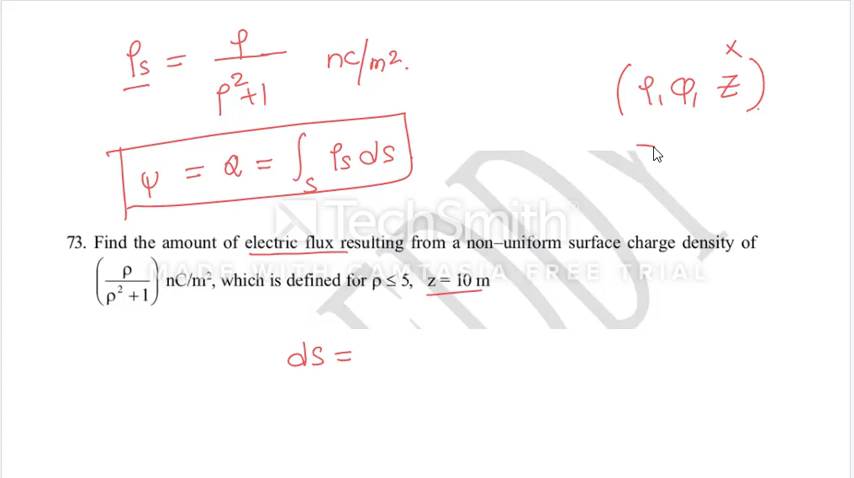 ρs = ρ / ρ²+1 nc/m².
(ρ, φ, z)
x
ψ = Q = ∫s ρs ds
TechSmith
73. Find the amount of electric flux resulting from a non–uniform surface charge density of
(ρ / ρ² + 1) nC/m², which is defined for ρ ≤ 5, z = 10 m
MADE WITH CAMTASIA FREE TRIAL
ds =